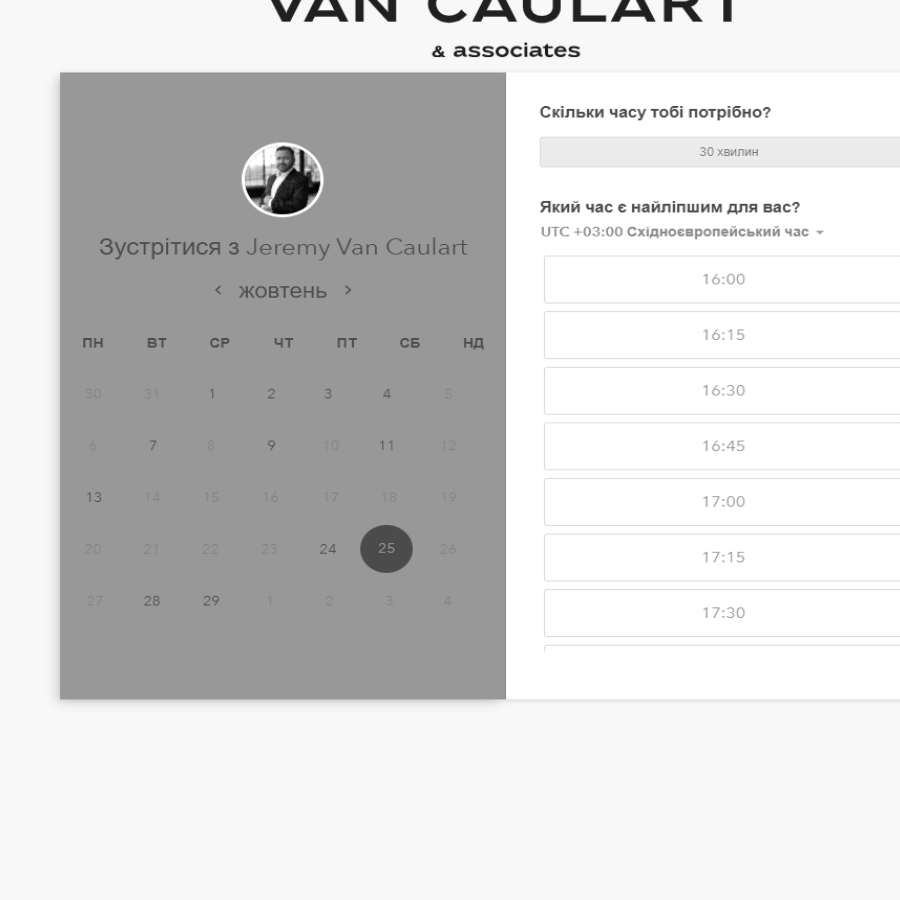 VAN CAULART
& associates
Зустрітися з Jeremy Van Caulart
жовтень
ПН ВТ СР ЧТ ПТ СБ НД
30 31 1 2 3 4 5
6 7 8 9 10 11 12
13 14 15 16 17 18 19
20 21 22 23 24 25 26
27 28 29 1 2 3 4
Скільки часу тобі потрібно?
30 хвилин
Який час є найліпшим для вас?
UTC +03:00 Східноєвропейський час
16:00
16:15
16:30
16:45
17:00
17:15
17:30